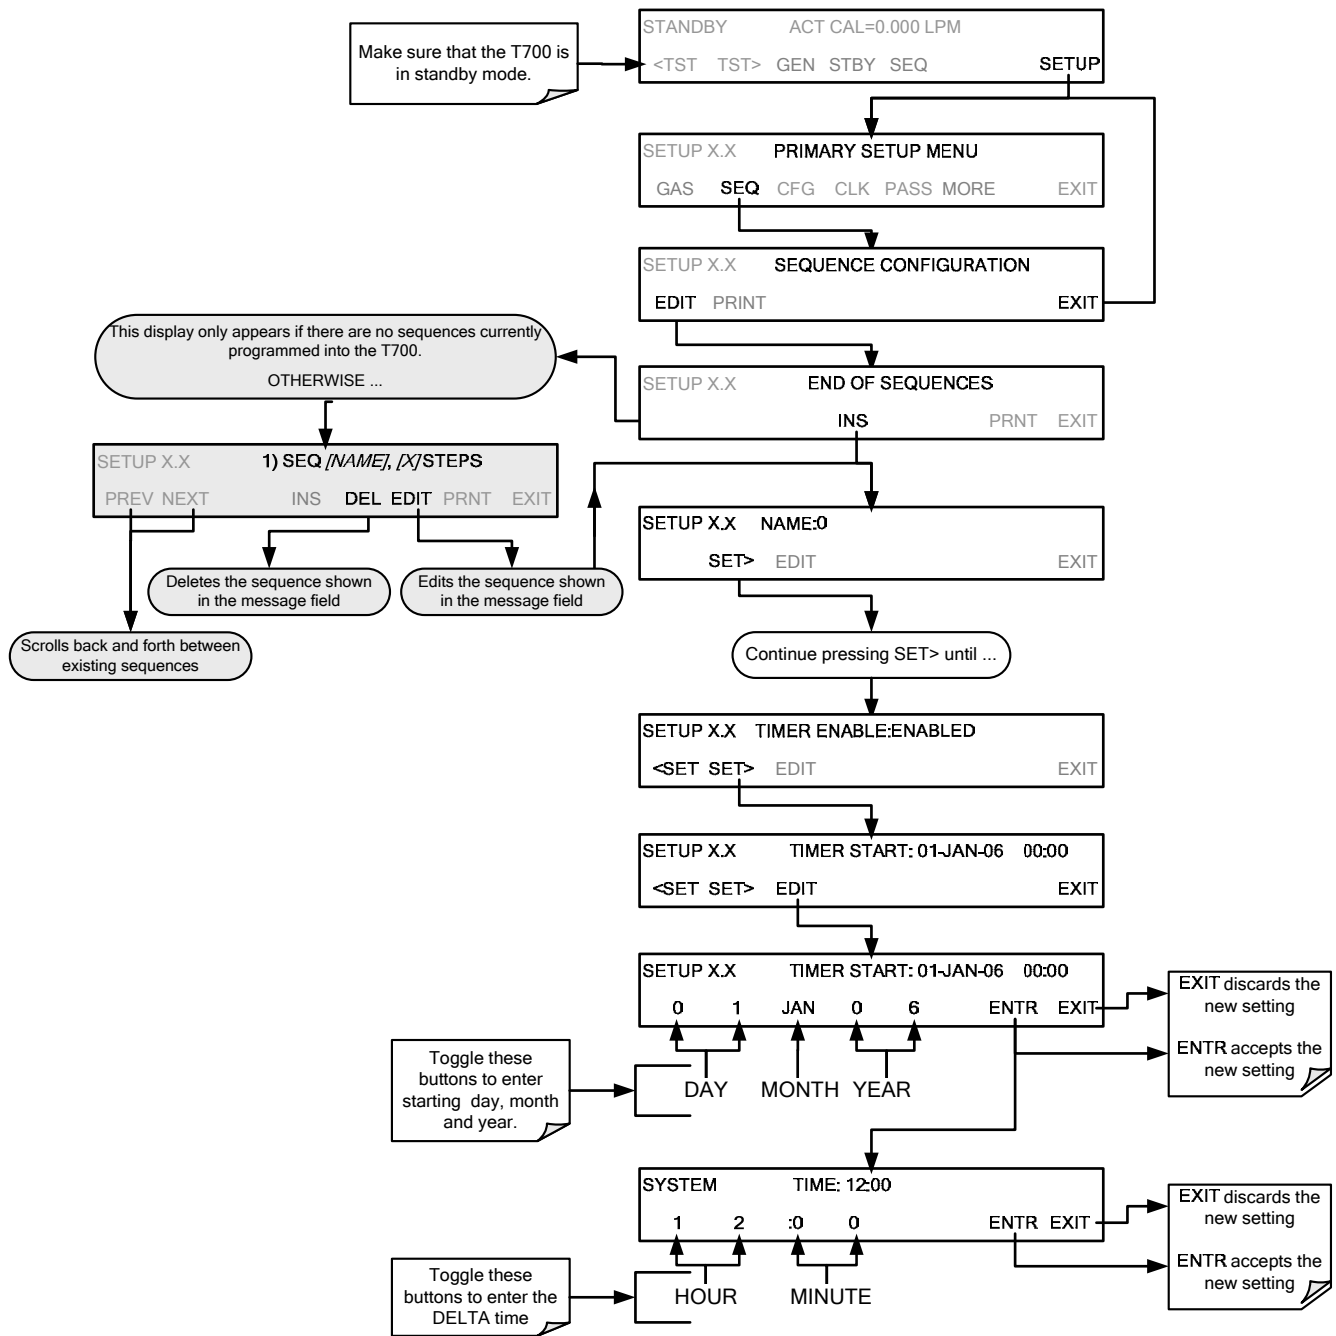 Make sure that the T700 is
in standby mode.
STANDBY ACT CAL=0.000 LPM
<TST TST> GEN STBY SEQ SETUP
SETUP X.X PRIMARY SETUP MENU
GAS SEQ CFG CLK PASS MORE EXIT
SETUP X.X SEQUENCE CONFIGURATION
EDIT PRINT EXIT
This display only appears if there are no sequences currently
programmed into the T700.
OTHERWISE ...
SETUP X.X END OF SEQUENCES
INS PRNT EXIT
SETUP X.X 1) SEQ [NAME], [X] STEPS
PREV NEXT INS DEL EDIT PRNT EXIT
Deletes the sequence shown
in the message field
Edits the sequence shown
in the message field
Scrolls back and forth between
existing sequences
SETUP X.X NAME:0
SET> EDIT EXIT
Continue pressing SET> until ...
SETUP X.X TIMER ENABLE:ENABLED
<SET SET> EDIT EXIT
SETUP X.X TIMER START: 01-JAN-06 00:00
<SET SET> EDIT EXIT
SETUP X.X TIMER START: 01-JAN-06 00:00
0 1 JAN 0 6 ENTR EXIT
EXIT discards the
new setting
ENTR accepts the
new setting
Toggle these
buttons to enter
starting day, month
and year.
DAY MONTH YEAR
SYSTEM TIME: 12:00
1 2 :0 0 ENTR EXIT
EXIT discards the
new setting
ENTR accepts the
new setting
Toggle these
buttons to enter the
DELTA time
HOUR MINUTE